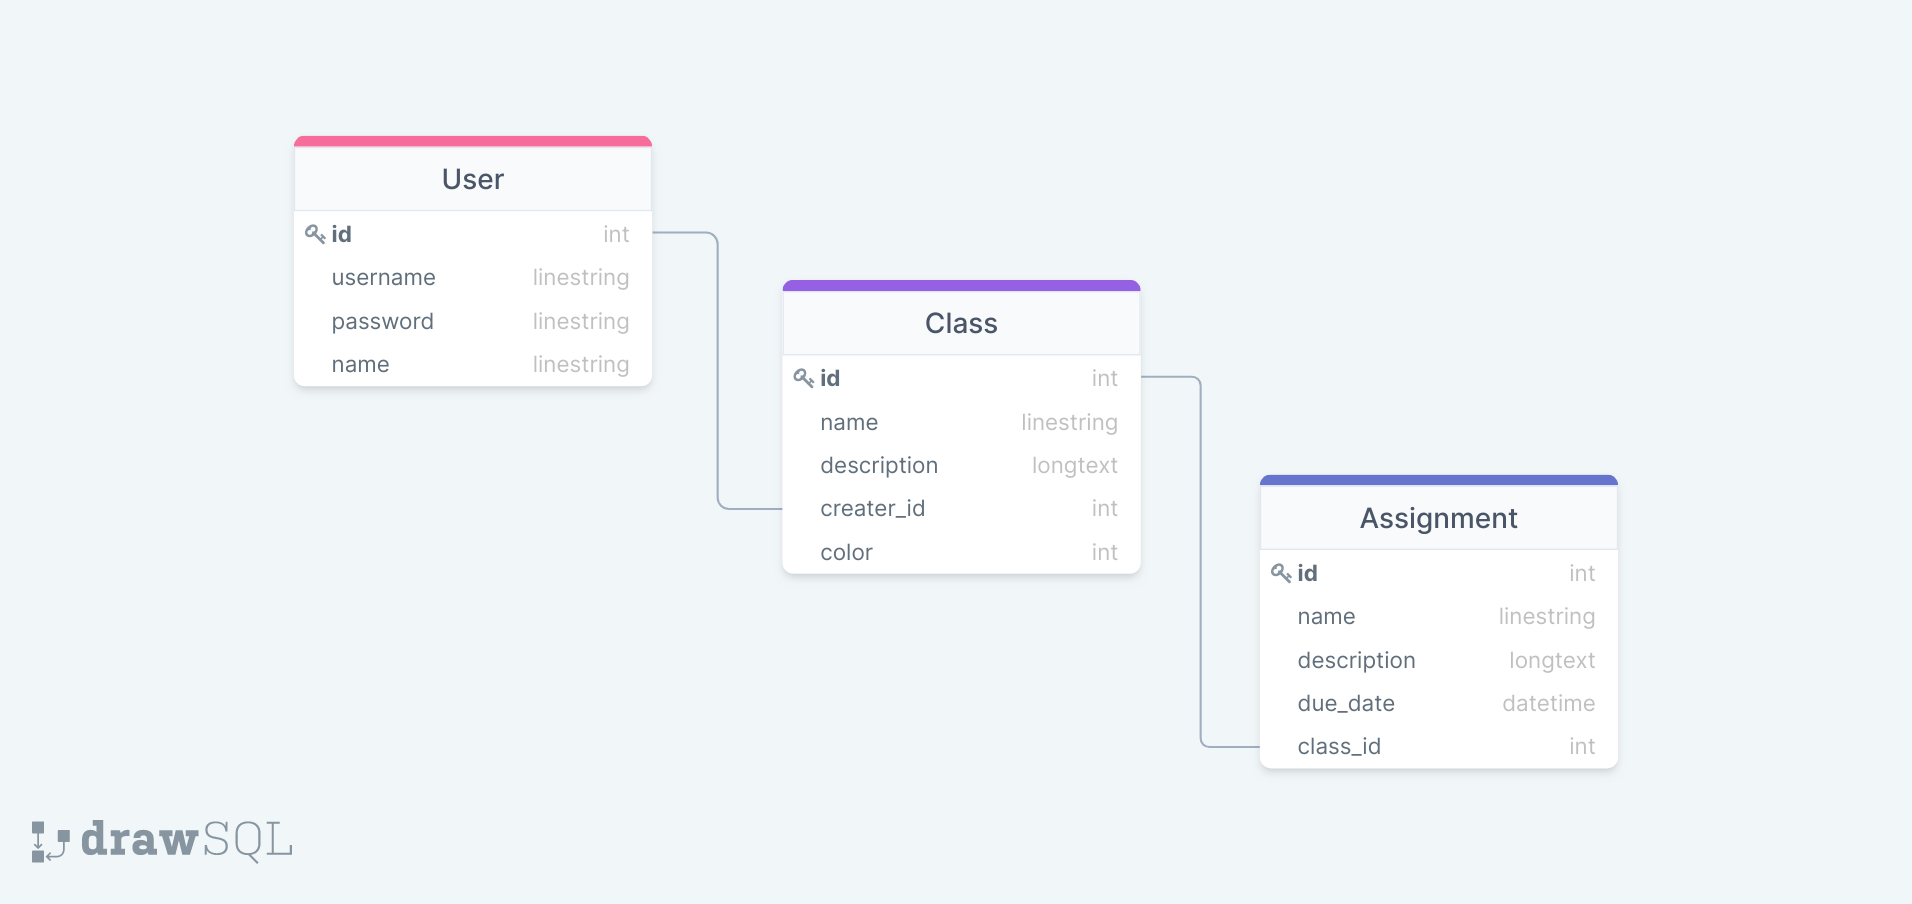 User
id int
username linestring
password linestring
name linestring
Class
id int
name linestring
description longtext
creater_id int
color int
Assignment
id int
name linestring
description longtext
due_date datetime
class_id int
drawSQL